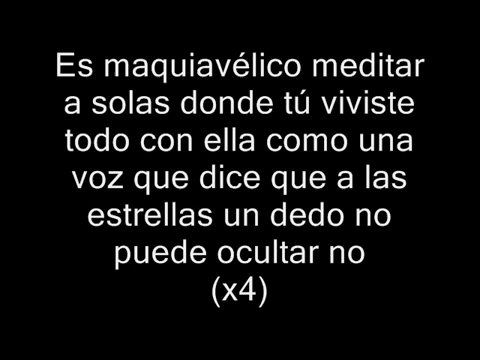 Es maquiavélico meditar
a solas donde tú viviste
todo con ella como una
voz que dice que a las
estrellas un dedo no
puede ocultar no
(x4)